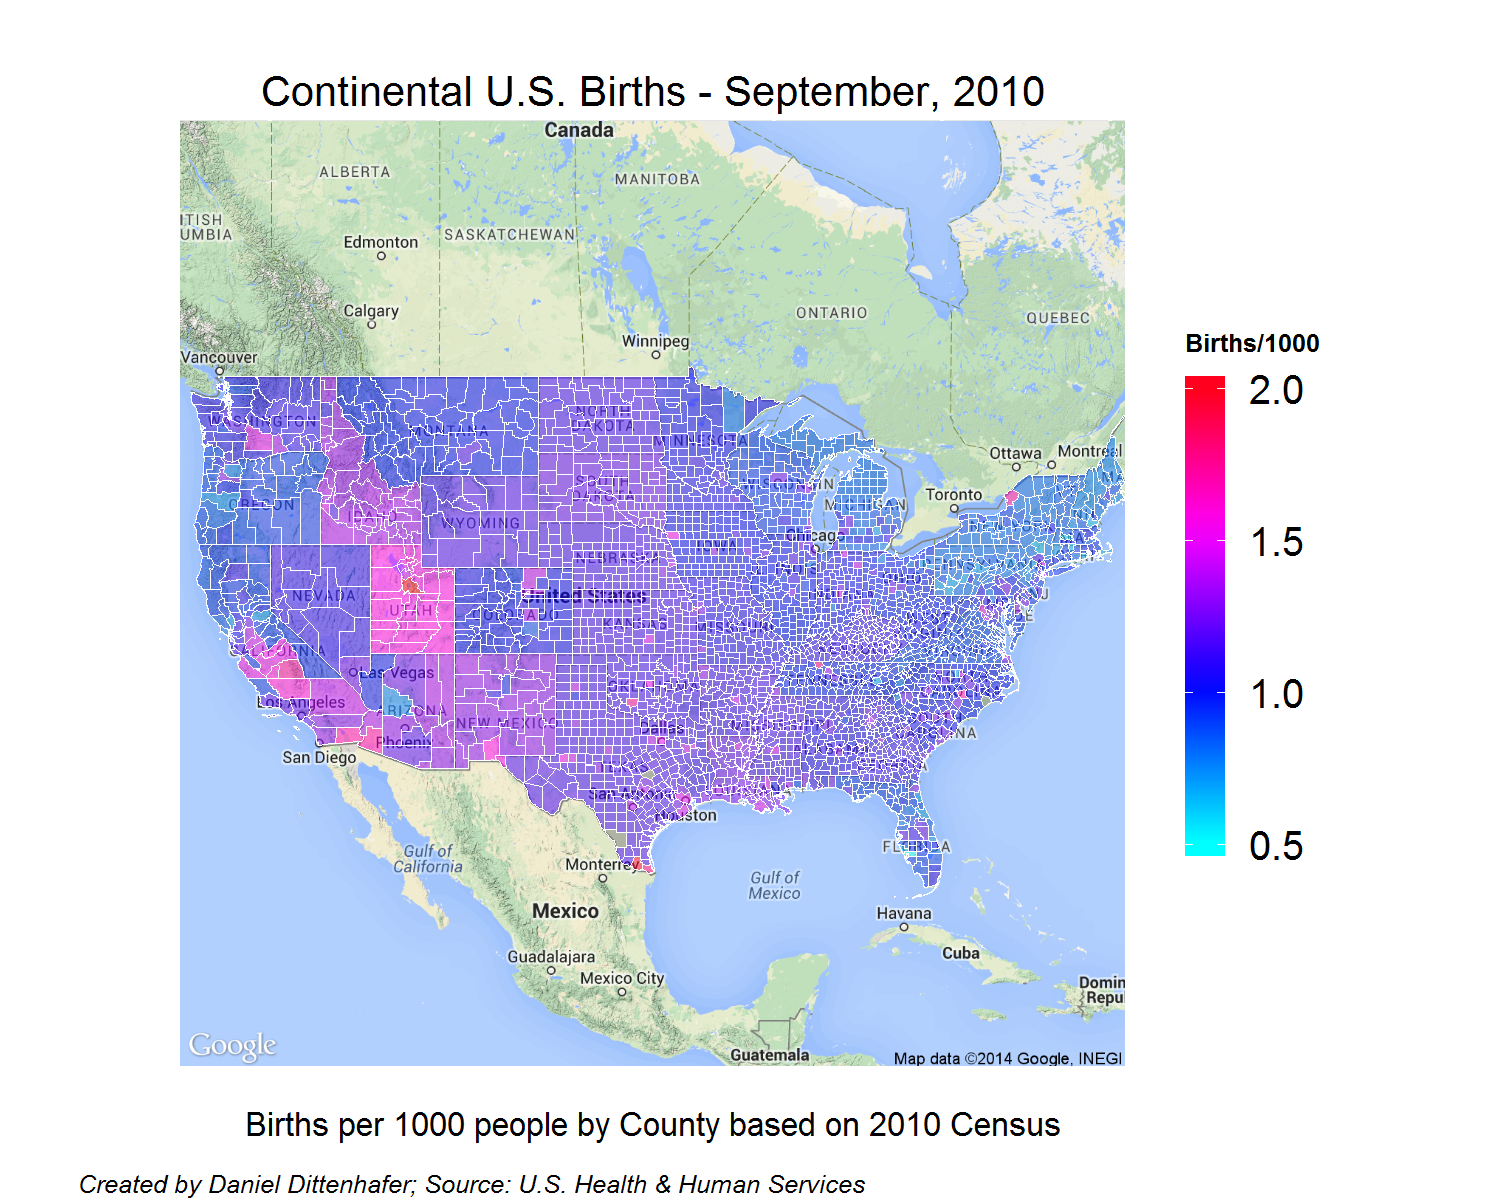 Continental U.S. Births - September, 2010
Canada
ALBERTA
MANITOBA
ITISH
UMBIA
Edmonton
SASKATCHEWAN
Calgary
ONTARIO
QUEBEC
Winnipeg
Vancouver
Births/1000
2.0
1.5
1.0
0.5
WASHINGTON
MONTANA
NORTH
DAKOTA
MINNESOTA
Ottawa
Montreal
OREGON
IDAHO
SOUTH
DAKOTA
WISCONSIN
MICHIGAN
Toronto
WYOMING
IOWA
Chicago
NEBRASKA
NEVADA
UTAH
COLORADO
United States
KANSAS
MISSOURI
CALIFORNIA
Las Vegas
OKLAHOMA
Los Angeles
ARIZONA
NEW MEXICO
Dallas
MISSISSIPPI
Phoenix
San Diego
TEXAS
San Antonio
Houston
FLORIDA
Gulf of
California
Monterrey
Gulf of
Mexico
Mexico
Havana
Cuba
Guadalajara
Mexico City
Domin
Repu
Guatemala
Google
Map data ©2014 Google, INEGI
Births per 1000 people by County based on 2010 Census
Created by Daniel Dittenhafer; Source: U.S. Health & Human Services